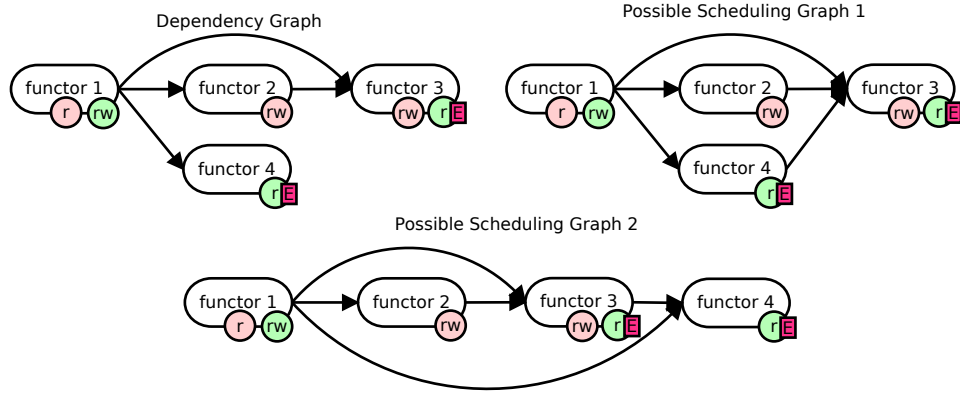 Dependency Graph
functor 1
r
rw
functor 2
rw
functor 3
rw
r
E
functor 4
r
E
Possible Scheduling Graph 1
functor 1
r
rw
functor 2
rw
functor 3
rw
r
E
functor 4
r
E
Possible Scheduling Graph 2
functor 1
r
rw
functor 2
rw
functor 3
rw
r
E
functor 4
r
E